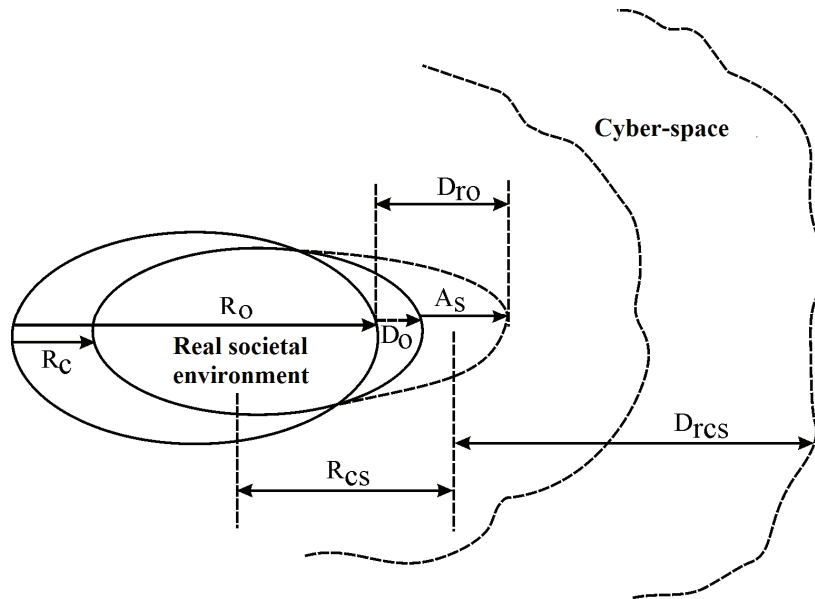 Cyber-space
Dro
Ro
As
Do
Real societal
environment
Rc
Drcs
Rcs